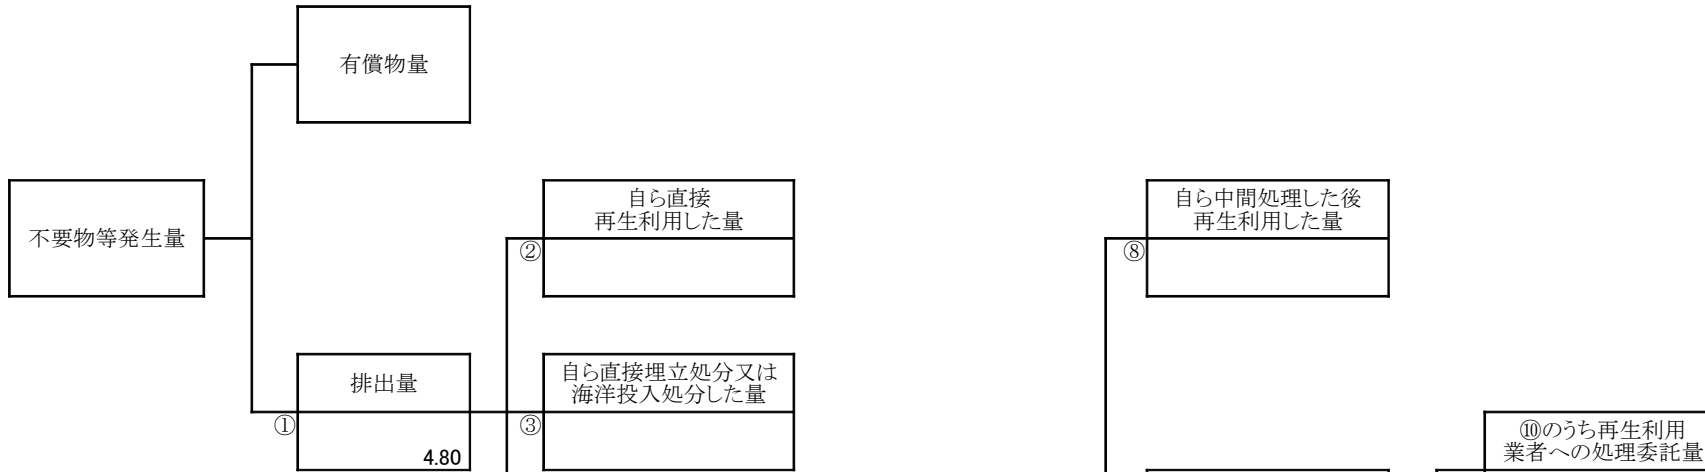 有償物量
不要物等発生量
自ら直接
再生利用した量
②
自ら中間処理した後
再生利用した量
⑧
排出量
①
4.80
自ら直接埋立処分又は
海洋投入処分した量
③
⑩のうち再生利用
業者への処理委託量